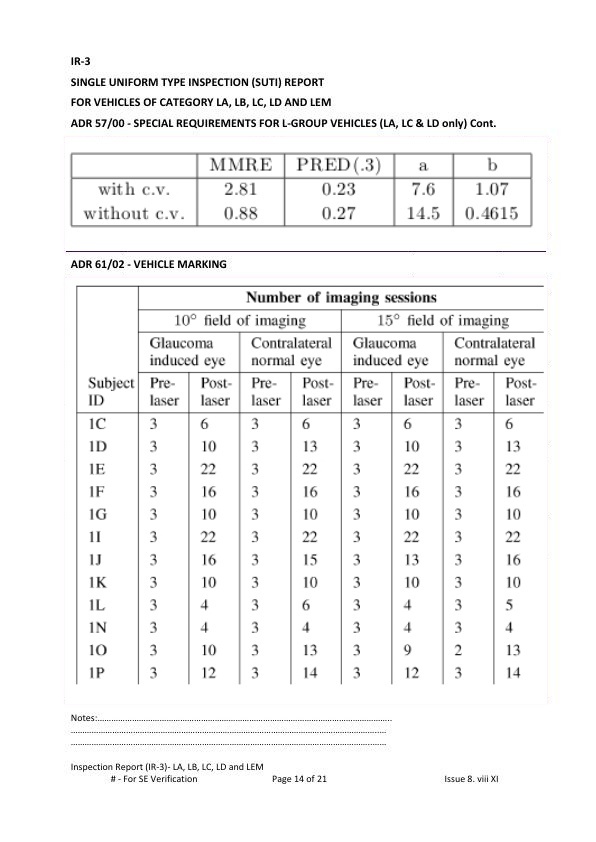 IR-3
SINGLE UNIFORM TYPE INSPECTION (SUTI) REPORT
FOR VEHICLES OF CATEGORY LA, LB, LC, LD AND LEM
ADR 57/00 - SPECIAL REQUIREMENTS FOR L-GROUP VEHICLES (LA, LC & LD only) Cont.
MMRE PRED(.3) a b
with c.v. 2.81 0.23 7.6 1.07
without c.v. 0.88 0.27 14.5 0.4615
ADR 61/02 - VEHICLE MARKING
Number of imaging sessions
10° field of imaging 15° field of imaging
Glaucoma Contralateral Glaucoma Contralateral
induced eye normal eye induced eye normal eye
Subject Pre- Post- Pre- Post- Pre- Post- Pre- Post-
ID laser laser laser laser laser laser laser laser
1C 3 6 3 6 3 6 3 6
1D 3 10 3 13 3 10 3 13
1E 3 22 3 22 3 22 3 22
1F 3 16 3 16 3 16 3 16
1G 3 10 3 10 3 10 3 10
1I 3 22 3 22 3 22 3 22
1J 3 16 3 15 3 13 3 16
1K 3 10 3 10 3 10 3 10
1L 3 4 3 6 3 4 3 5
1N 3 4 3 4 3 4 3 4
1O 3 10 3 13 3 9 2 13
1P 3 12 3 14 3 12 3 14
Notes:................................................................................
................................................................................
................................................................................
Inspection Report (IR-3)- LA, LB, LC, LD and LEM
# - For SE Verification Page 14 of 21 Issue 8. viii XI